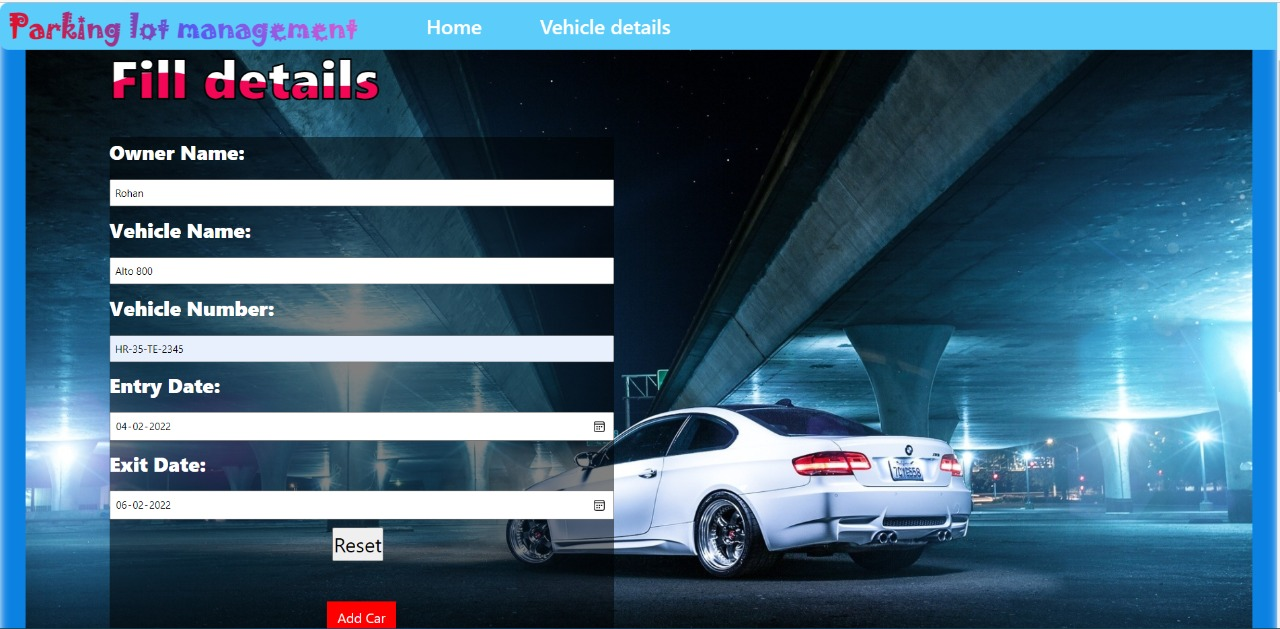 Parking lot management
Home
Vehicle details
Fill details
Owner Name:
Rohan
Vehicle Name:
Alto 800
Vehicle Number:
HR-35-TE-2345
Entry Date:
04-02-2022
Exit Date:
06-02-2022
Reset
Add Car